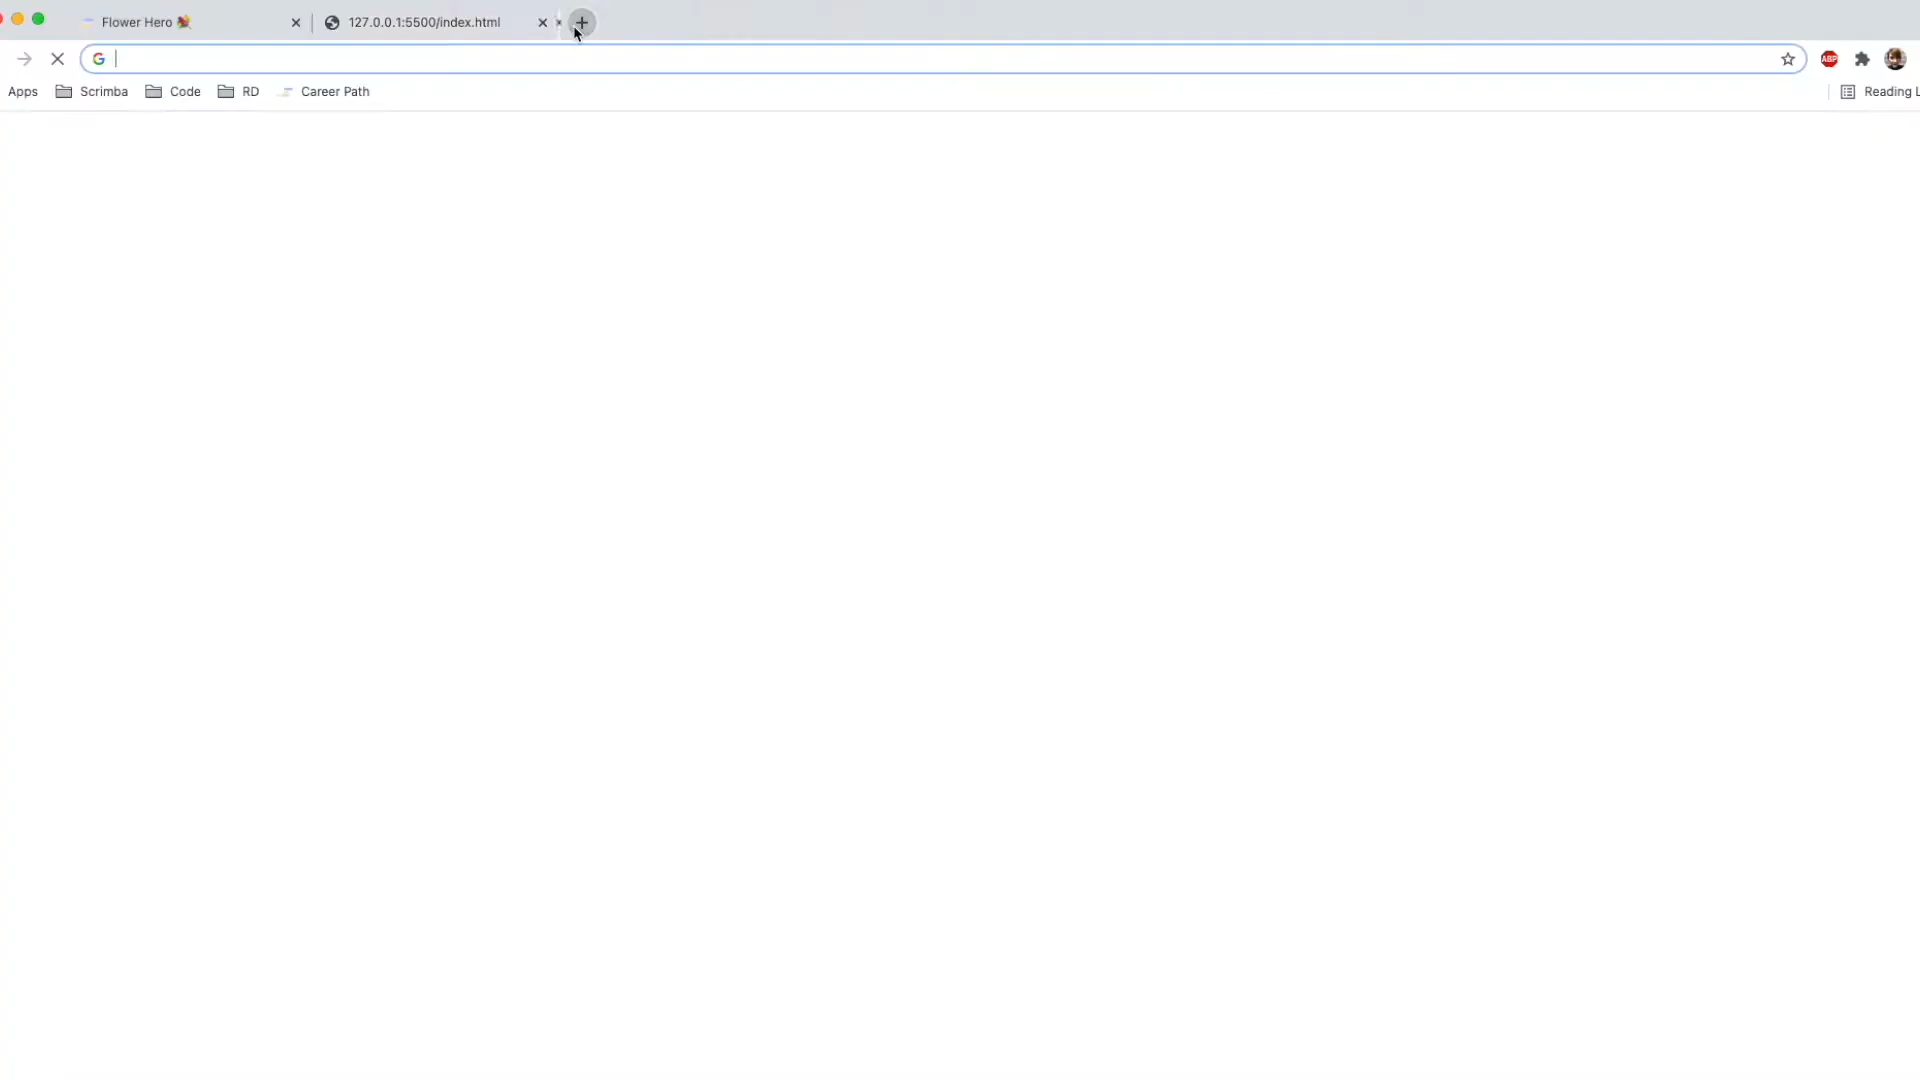 Flower Hero 127.0.0.1:5500/index.html
Apps Scrimba Code RD Career Path Reading L